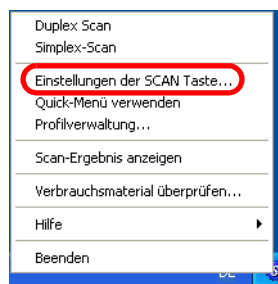 Duplex Scan
Simplex-Scan
Einstellungen der SCAN Taste...
Quick-Menü verwenden
Profilverwaltung...
Scan-Ergebnis anzeigen
Verbrauchsmaterial überprüfen...
Hilfe
Beenden